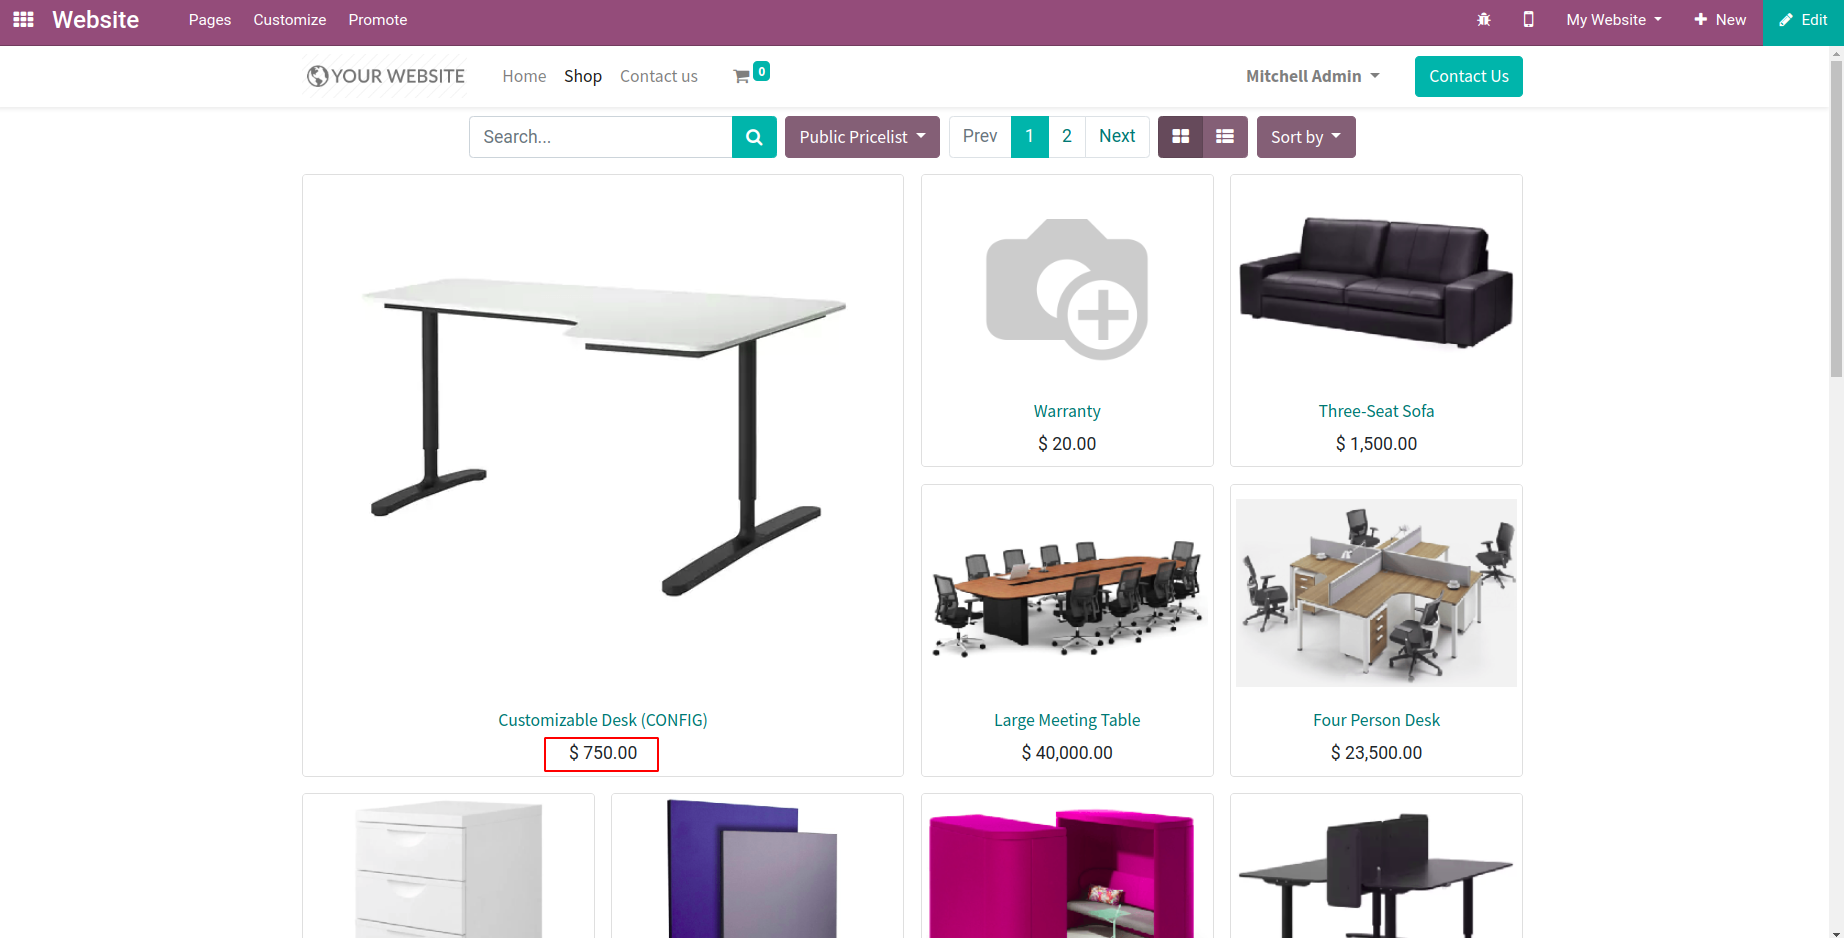 Website Pages Customize Promote My Website + New Edit
YOUR WEBSITE Home Shop Contact us 0 Mitchell Admin Contact Us
Search... Public Pricelist Prev 1 2 Next Sort by
Warranty
$ 20.00
Three-Seat Sofa
$ 1,500.00
Customizable Desk (CONFIG)
$ 750.00
Large Meeting Table
$ 40,000.00
Four Person Desk
$ 23,500.00